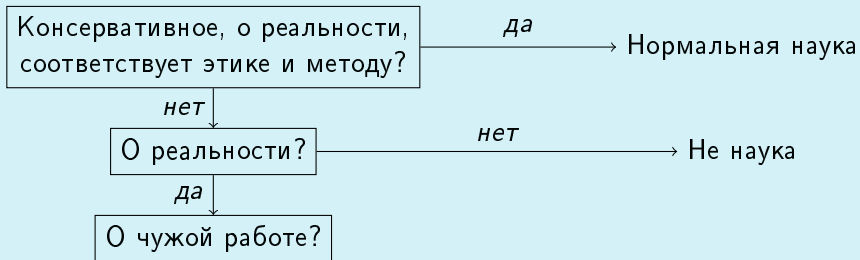 Консервативное, о реальности,
соответствует этике и методу?
да
Нормальная наука
нет
О реальности?
нет
Не наука
да
О чужой работе?